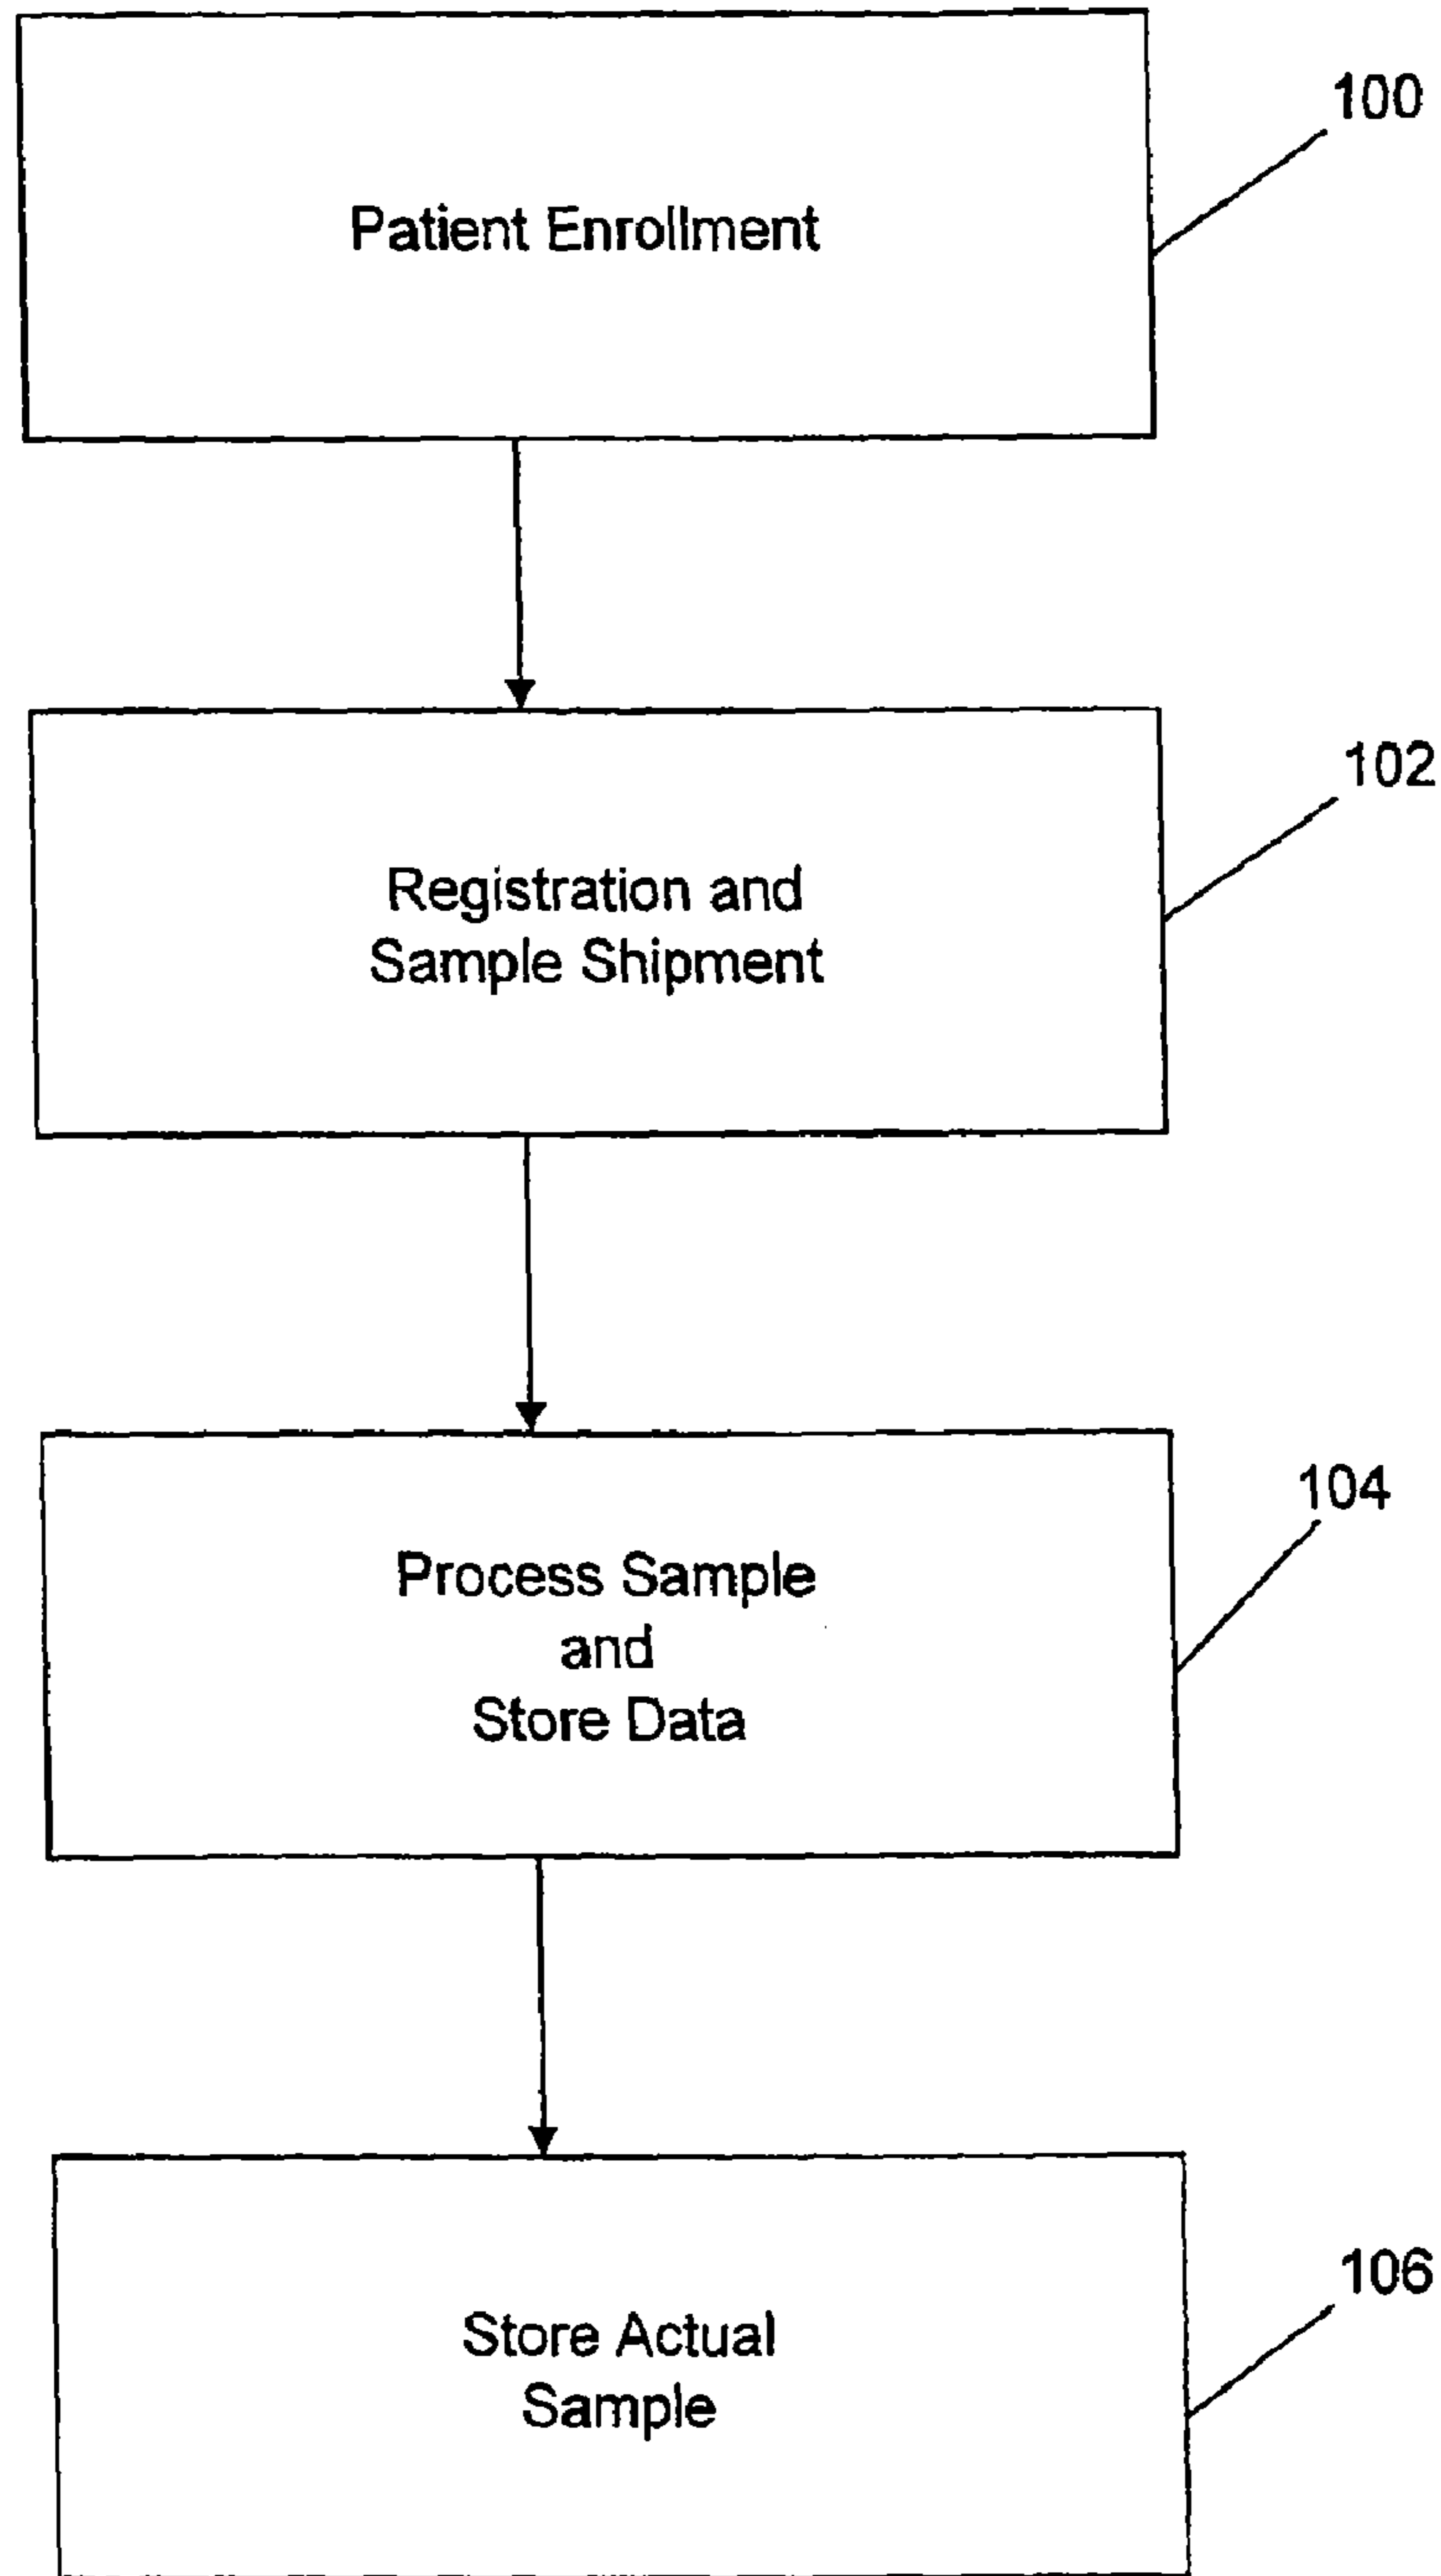 Patient Enrollment
100
Registration and
Sample Shipment
102
Process Sample
and
Store Data
104
Store Actual
Sample
106